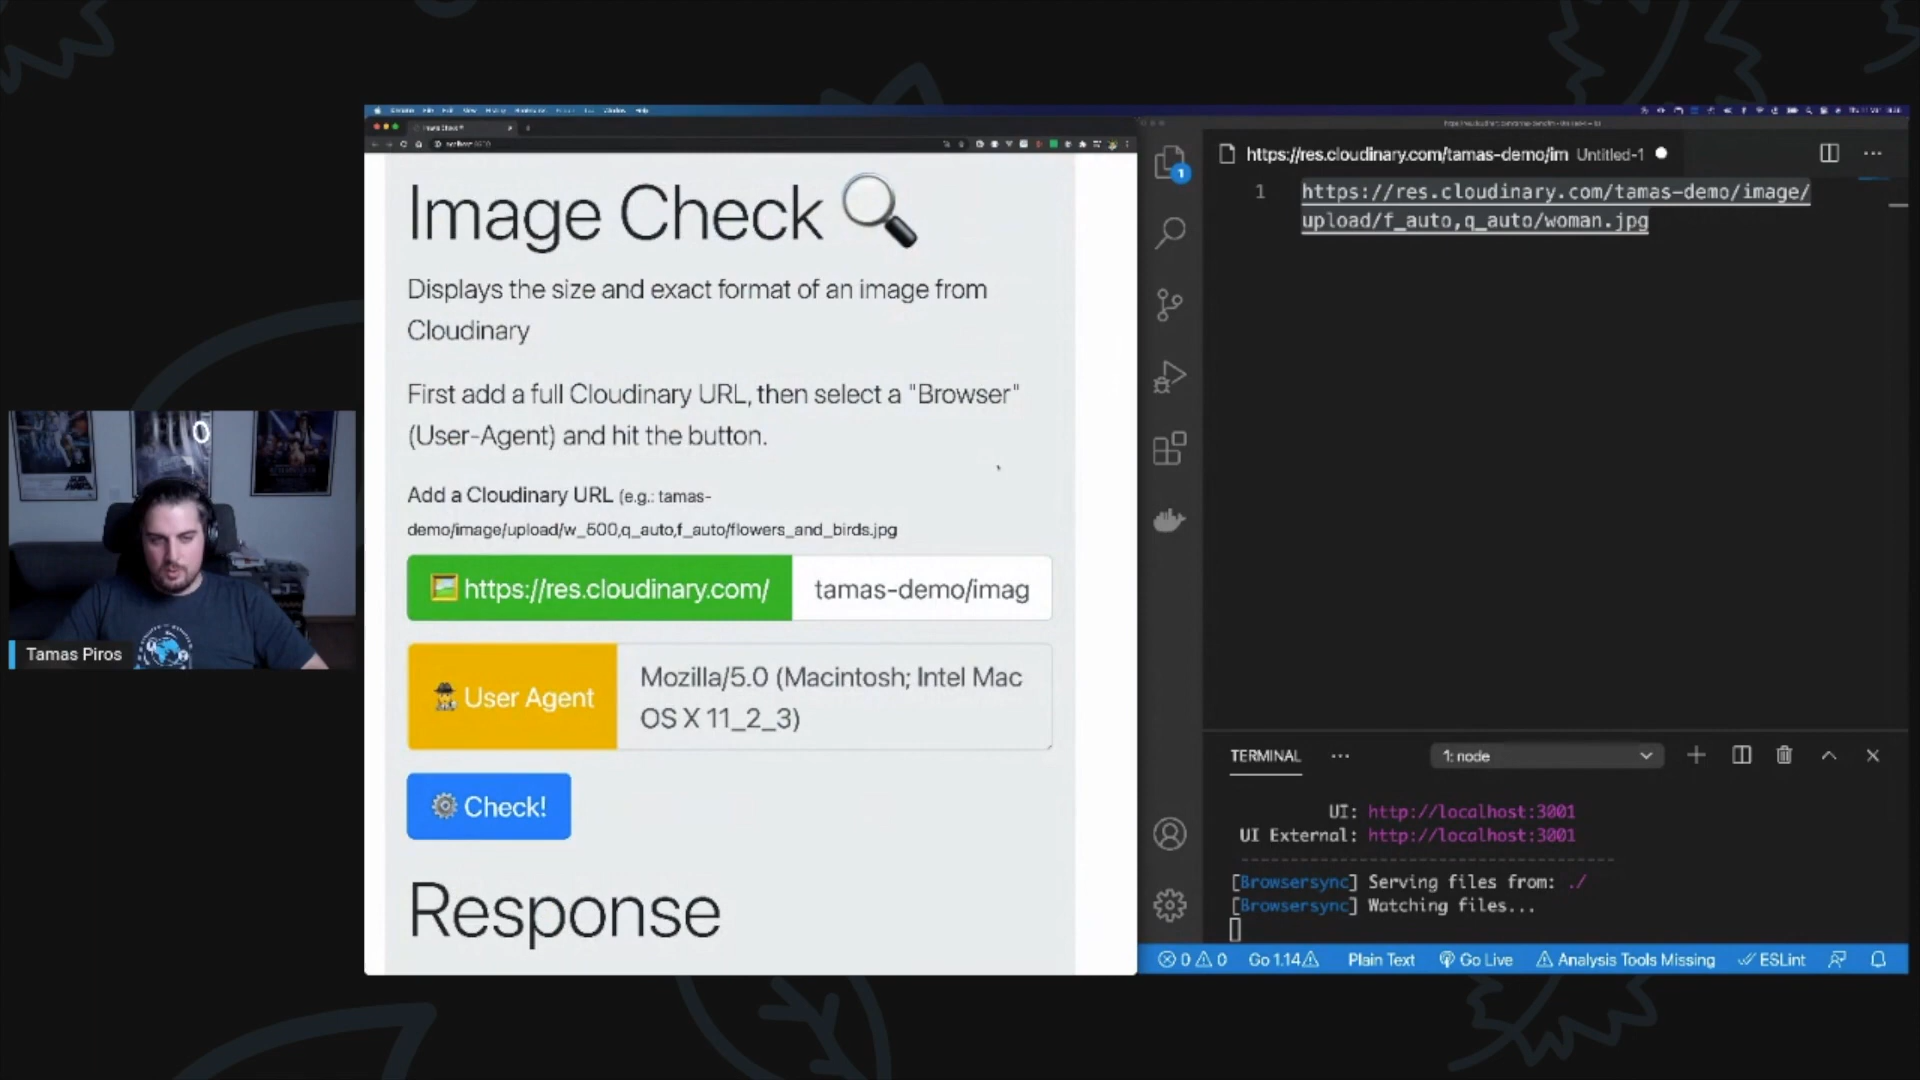 Image Check
Displays the size and exact format of an image from
Cloudinary
First add a full Cloudinary URL, then select a "Browser"
(User-Agent) and hit the button.
Add a Cloudinary URL (e.g.: tamas-
demo/image/upload/w_500,q_auto,f_auto/flowers_and_birds.jpg
https://res.cloudinary.com/ tamas-demo/imag
User Agent
Mozilla/5.0 (Macintosh; Intel Mac
OS X 11_2_3)
Check!
Response
Tamas Piros
https://res.cloudinary.com/tamas-demo/im Untitled-1
1
1 https://res.cloudinary.com/tamas-demo/image/
upload/f_auto,q_auto/woman.jpg
TERMINAL ... 1: node
UI: http://localhost:3001
UI External: http://localhost:3001
---------------------------------------
[Browsersync] Serving files from: ./
[Browsersync] Watching files...
0 0 Go 1.14 Plain Text Go Live Analysis Tools Missing ESLint